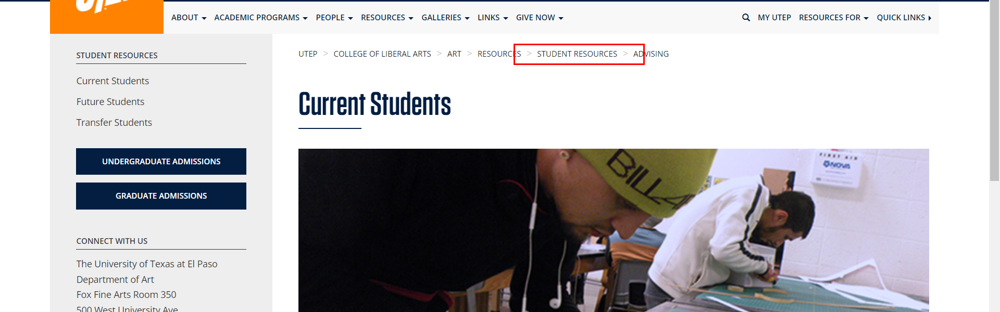 ABOUT ACADEMIC PROGRAMS PEOPLE RESOURCES GALLERIES LINKS GIVE NOW MY UTEP RESOURCES FOR QUICK LINKS
STUDENT RESOURCES
Current Students
Future Students
Transfer Students
UNDERGRADUATE ADMISSIONS
GRADUATE ADMISSIONS
CONNECT WITH US
The University of Texas at El Paso
Department of Art
Fox Fine Arts Room 350
500 West University Ave
UTEP > COLLEGE OF LIBERAL ARTS > ART > RESOURCES > STUDENT RESOURCES > ADVISING
Current Students
BILLA
FIRST AID
NOVA